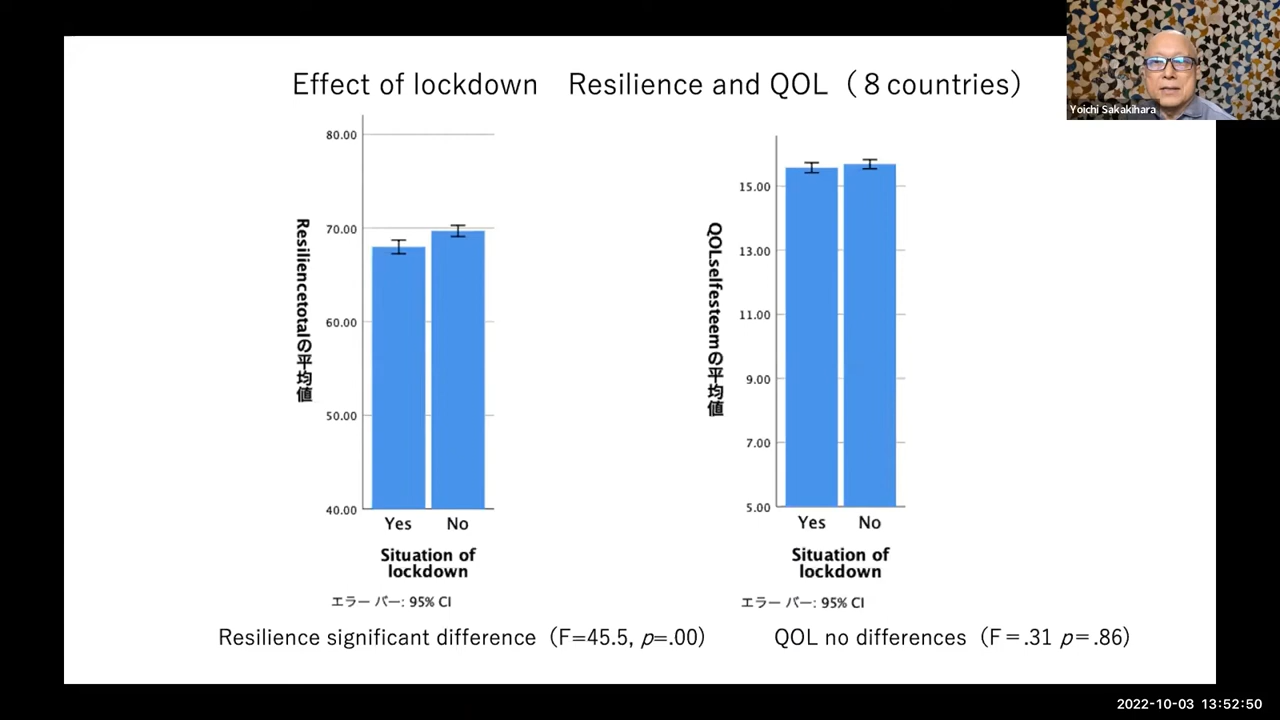 Effect of lockdown Resilience and QOL（8 countries）
Yoichi Sakakihara
80.00
70.00
60.00
50.00
40.00
Resiliencetotalの平均値
Yes No
Situation of
lockdown
エラー バー: 95% CI
15.00
13.00
11.00
9.00
7.00
5.00
QOLselfesteemの平均値
Yes No
Situation of
lockdown
エラー バー: 95% CI
Resilience significant difference（F=45.5, p=.00)
QOL no differences（F＝.31 p＝.86）
2022-10-03 13:52:50